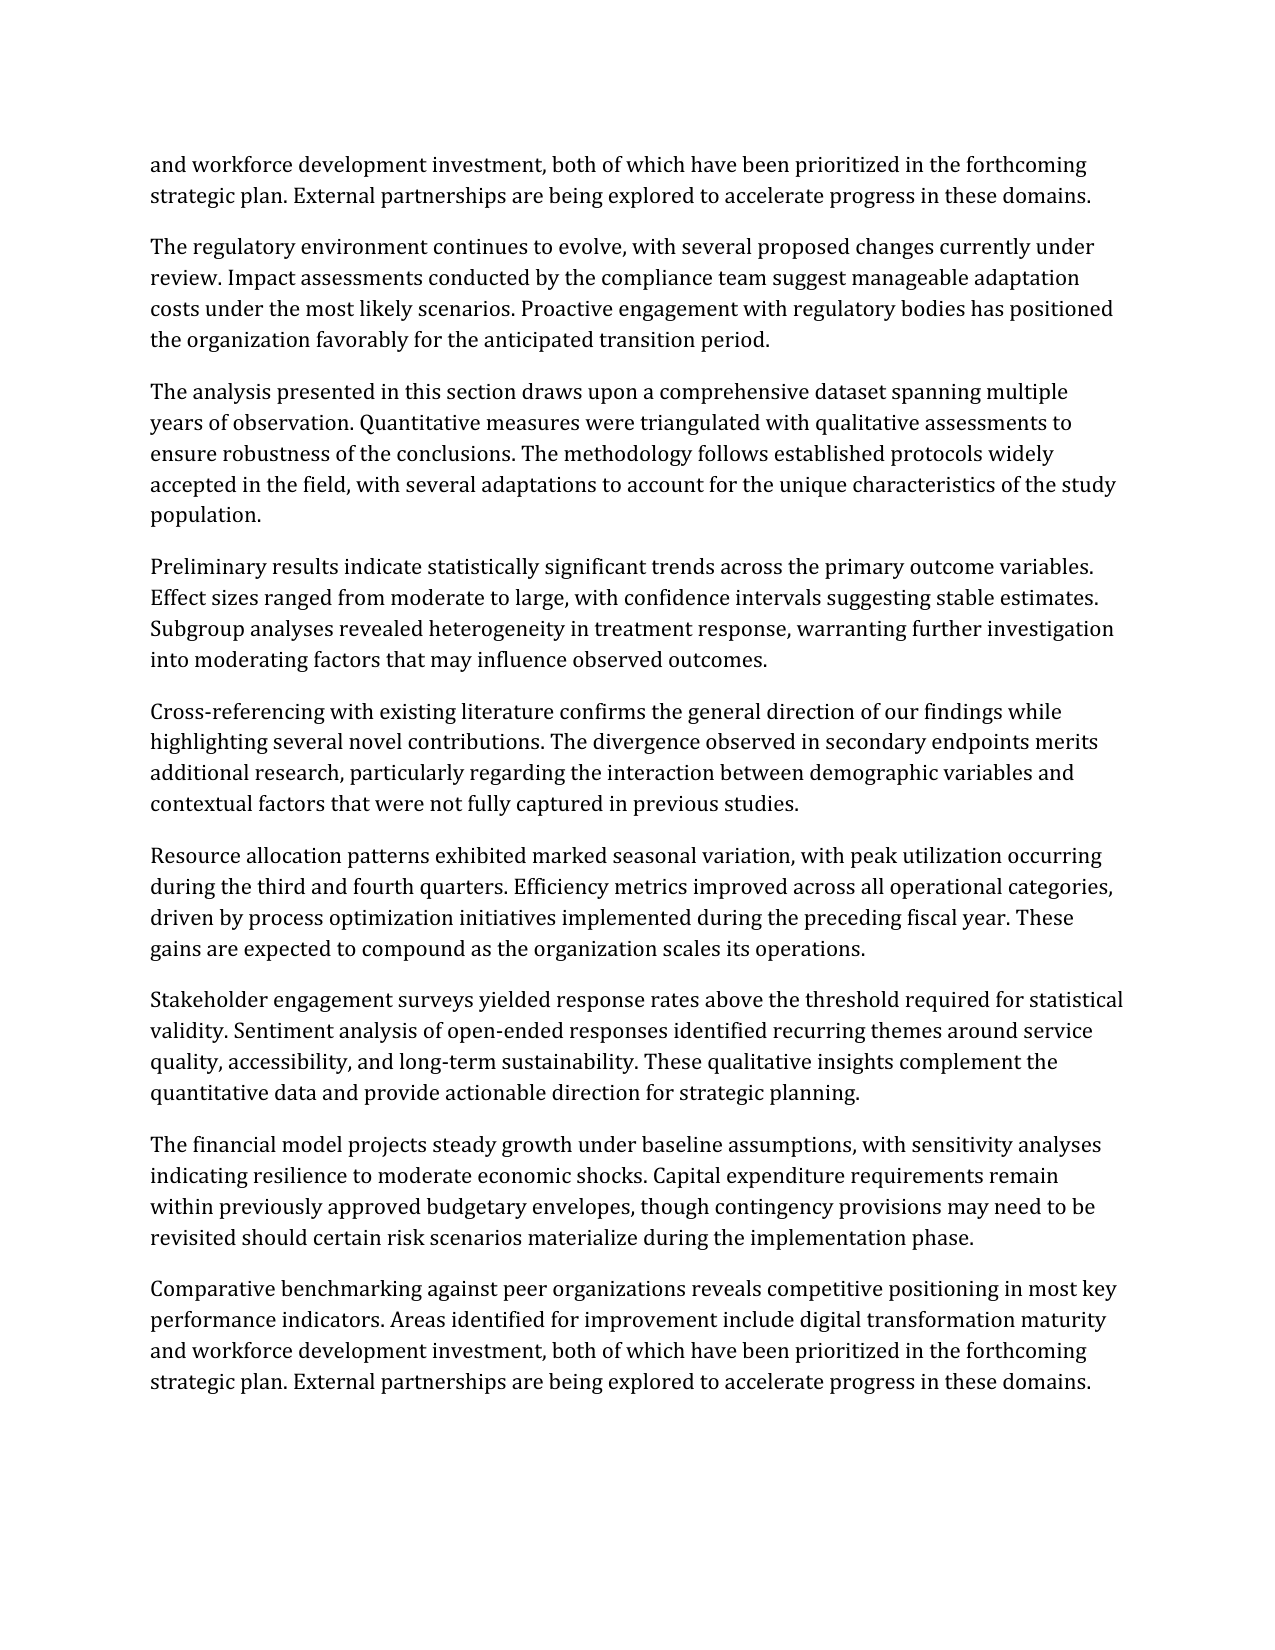 and workforce development investment, both of which have been prioritized in the forthcoming
strategic plan. External partnerships are being explored to accelerate progress in these domains.
The regulatory environment continues to evolve, with several proposed changes currently under
review. Impact assessments conducted by the compliance team suggest manageable adaptation
costs under the most likely scenarios. Proactive engagement with regulatory bodies has positioned
the organization favorably for the anticipated transition period.
The analysis presented in this section draws upon a comprehensive dataset spanning multiple
years of observation. Quantitative measures were triangulated with qualitative assessments to
ensure robustness of the conclusions. The methodology follows established protocols widely
accepted in the field, with several adaptations to account for the unique characteristics of the study
population.
Preliminary results indicate statistically significant trends across the primary outcome variables.
Effect sizes ranged from moderate to large, with confidence intervals suggesting stable estimates.
Subgroup analyses revealed heterogeneity in treatment response, warranting further investigation
into moderating factors that may influence observed outcomes.
Cross-referencing with existing literature confirms the general direction of our findings while
highlighting several novel contributions. The divergence observed in secondary endpoints merits
additional research, particularly regarding the interaction between demographic variables and
contextual factors that were not fully captured in previous studies.
Resource allocation patterns exhibited marked seasonal variation, with peak utilization occurring
during the third and fourth quarters. Efficiency metrics improved across all operational categories,
driven by process optimization initiatives implemented during the preceding fiscal year. These
gains are expected to compound as the organization scales its operations.
Stakeholder engagement surveys yielded response rates above the threshold required for statistical
validity. Sentiment analysis of open-ended responses identified recurring themes around service
quality, accessibility, and long-term sustainability. These qualitative insights complement the
quantitative data and provide actionable direction for strategic planning.
The financial model projects steady growth under baseline assumptions, with sensitivity analyses
indicating resilience to moderate economic shocks. Capital expenditure requirements remain
within previously approved budgetary envelopes, though contingency provisions may need to be
revisited should certain risk scenarios materialize during the implementation phase.
Comparative benchmarking against peer organizations reveals competitive positioning in most key
performance indicators. Areas identified for improvement include digital transformation maturity
and workforce development investment, both of which have been prioritized in the forthcoming
strategic plan. External partnerships are being explored to accelerate progress in these domains.